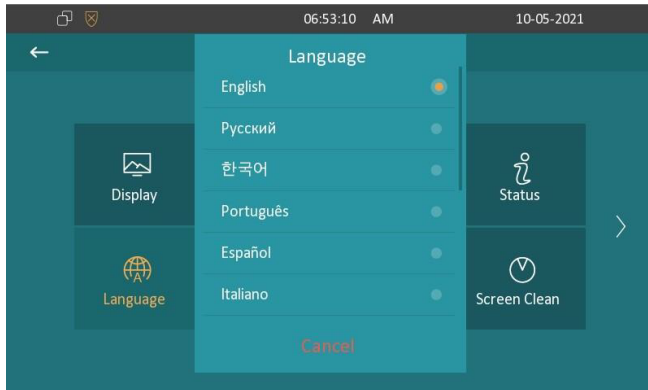 06:53:10 AM 10-05-2021
Language
English
Русский
한국어
Português
Español
Italiano
Cancel
Display
Status
Language
Screen Clean